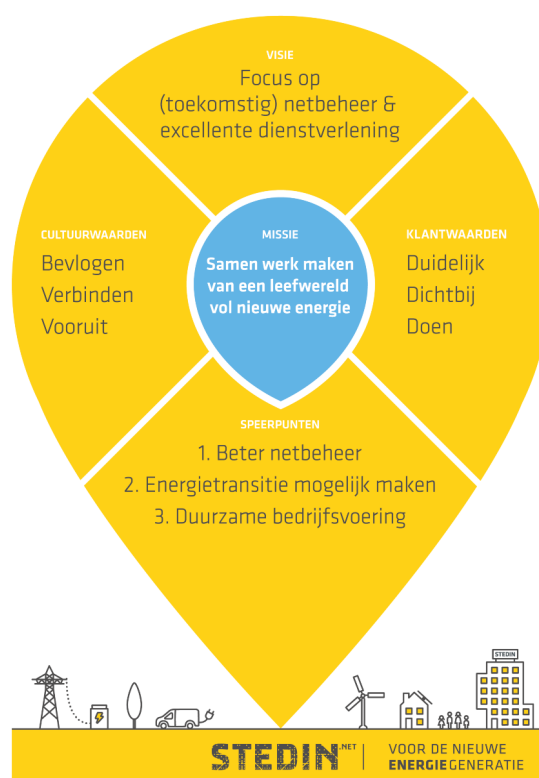 VISIE
Focus op
(toekomstig) netbeheer &
excellente dienstverlening
CULTUURWAARDEN
Bevlogen
Verbinden
Vooruit
MISSIE
Samen werk maken
van een leefwereld
vol nieuwe energie
KLANTWAARDEN
Duidelijk
Dichtbij
Doen
SPEERPUNTEN
1. Beter netbeheer
2. Energietransitie mogelijk maken
3. Duurzame bedrijfsvoering
STEDIN
STEDIN.NET
VOOR DE NIEUWE
ENERGIEGENERATIE